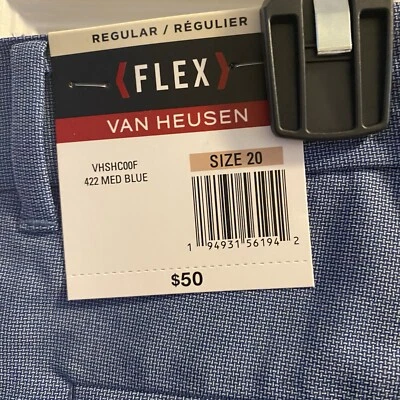 REGULAR / RÉGULIER
FLEX
VAN HEUSEN
VHSHC00F
422 MED BLUE
SIZE 20
1 94931 56194 2
$50